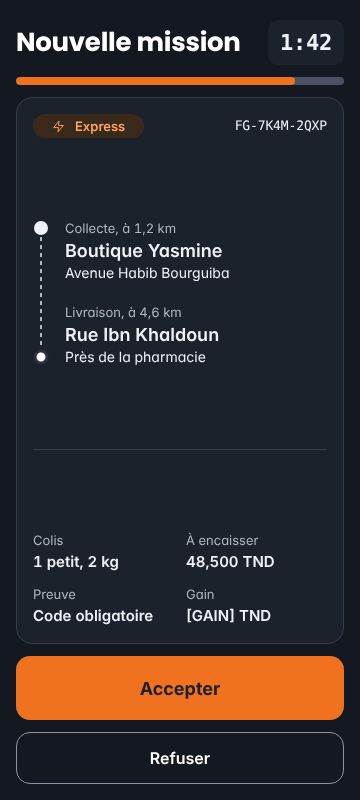 Nouvelle mission
1:42
Express
FG-7K4M-2QXP
Collecte, à 1,2 km
Boutique Yasmine
Avenue Habib Bourguiba
Livraison, à 4,6 km
Rue Ibn Khaldoun
Près de la pharmacie
Colis
À encaisser
1 petit, 2 kg
48,500 TND
Preuve
Gain
Code obligatoire
[GAIN] TND
Accepter
Refuser